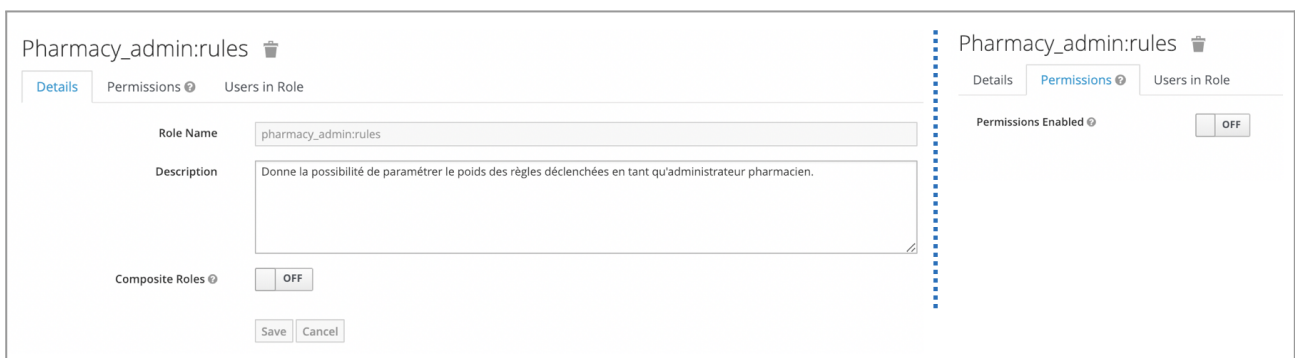 Pharmacy_admin:rules
Details Permissions Users in Role
Role Name pharmacy_admin:rules
Description Donne la possibilité de paramétrer le poids des règles déclenchées en tant qu'administrateur pharmacien.
Composite Roles OFF
Save Cancel
Pharmacy_admin:rules
Details Permissions Users in Role
Permissions Enabled OFF